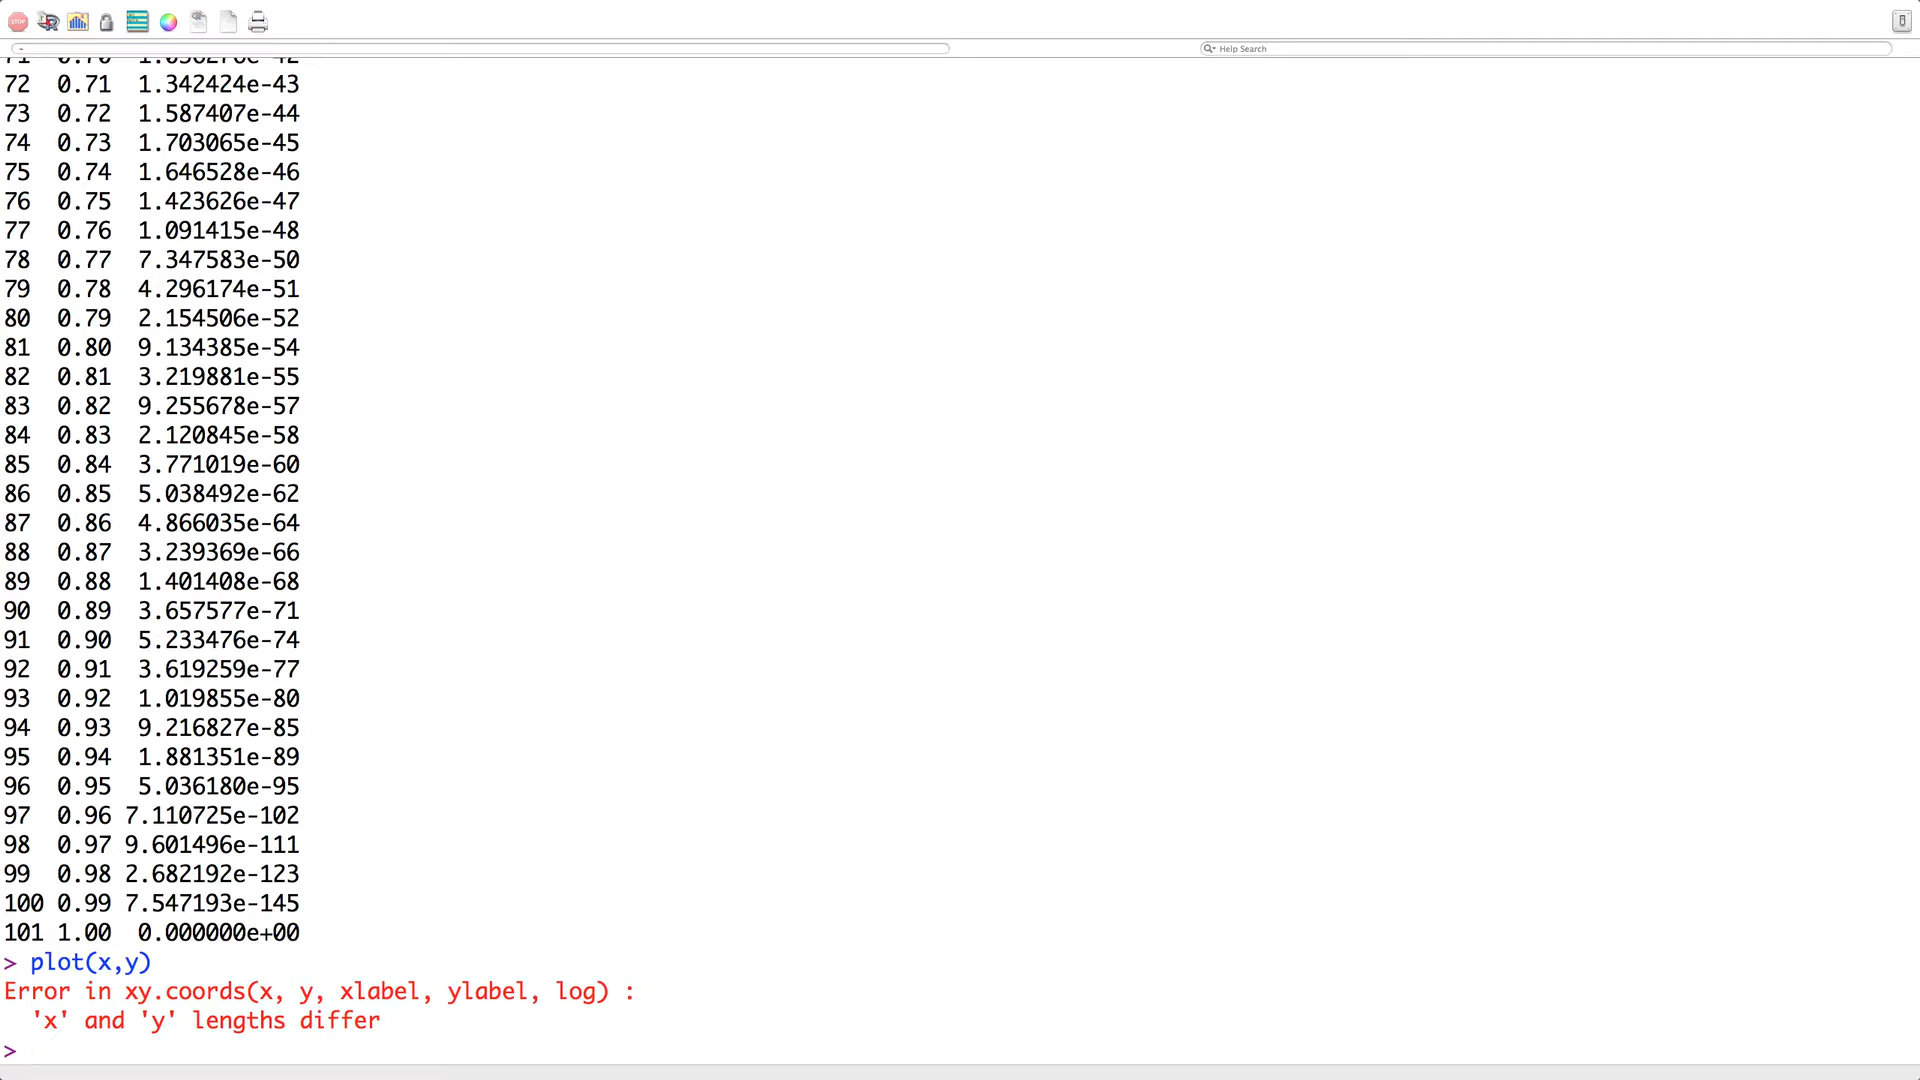 STOP
~
Help Search
72 0.71 1.342424e-43
73 0.72 1.587407e-44
74 0.73 1.703065e-45
75 0.74 1.646528e-46
76 0.75 1.423626e-47
77 0.76 1.091415e-48
78 0.77 7.347583e-50
79 0.78 4.296174e-51
80 0.79 2.154506e-52
81 0.80 9.134385e-54
82 0.81 3.219881e-55
83 0.82 9.255678e-57
84 0.83 2.120845e-58
85 0.84 3.771019e-60
86 0.85 5.038492e-62
87 0.86 4.866035e-64
88 0.87 3.239369e-66
89 0.88 1.401408e-68
90 0.89 3.657577e-71
91 0.90 5.233476e-74
92 0.91 3.619259e-77
93 0.92 1.019855e-80
94 0.93 9.216827e-85
95 0.94 1.881351e-89
96 0.95 5.036180e-95
97 0.96 7.110725e-102
98 0.97 9.601496e-111
99 0.98 2.682192e-123
100 0.99 7.547193e-145
101 1.00 0.000000e+00
> plot(x,y)
Error in xy.coords(x, y, xlabel, ylabel, log) :
'x' and 'y' lengths differ
>